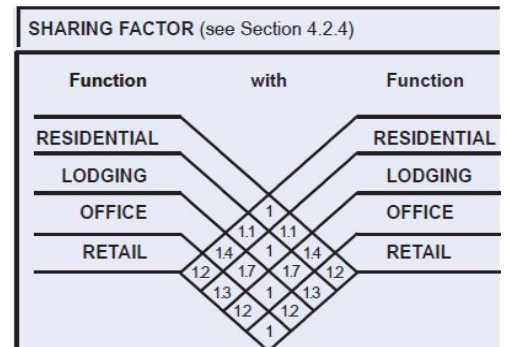 SHARING FACTOR (see Section 4.2.4)
Function with Function
RESIDENTIAL RESIDENTIAL
LODGING LODGING
OFFICE OFFICE
RETAIL RETAIL
1
1.1 1.1
1.4 1 1.4
1.2 1.7 1.7 1.2
1.3 1 1.3
1.2 1.2
1